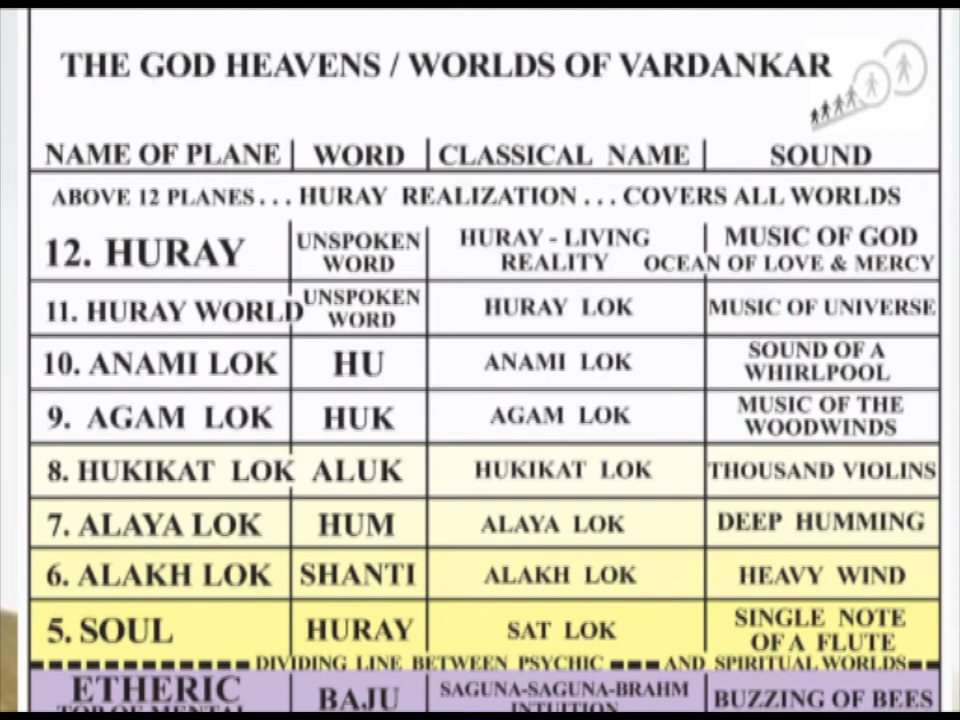 THE GOD HEAVENS / WORLDS OF VARDANKAR
NAME OF PLANE | WORD | CLASSICAL NAME | SOUND
ABOVE 12 PLANES . . . HURAY REALIZATION . . . COVERS ALL WORLDS
12. HURAY UNSPOKEN WORD HURAY - LIVING REALITY MUSIC OF GOD OCEAN OF LOVE & MERCY
11. HURAY WORLD UNSPOKEN WORD HURAY LOK MUSIC OF UNIVERSE
10. ANAMI LOK HU ANAMI LOK SOUND OF A WHIRLPOOL
9. AGAM LOK HUK AGAM LOK MUSIC OF THE WOODWINDS
8. HUKIKAT LOK ALUK HUKIKAT LOK THOUSAND VIOLINS
7. ALAYA LOK HUM ALAYA LOK DEEP HUMMING
6. ALAKH LOK SHANTI ALAKH LOK HEAVY WIND
5. SOUL HURAY SAT LOK SINGLE NOTE OF A FLUTE
DIVIDING LINE BETWEEN PSYCHIC AND SPIRITUAL WORLDS
ETHERIC BAJU SAGUNA-SAGUNA-BRAHM BUZZING OF BEES
TOP OF MENTAL INTUITION